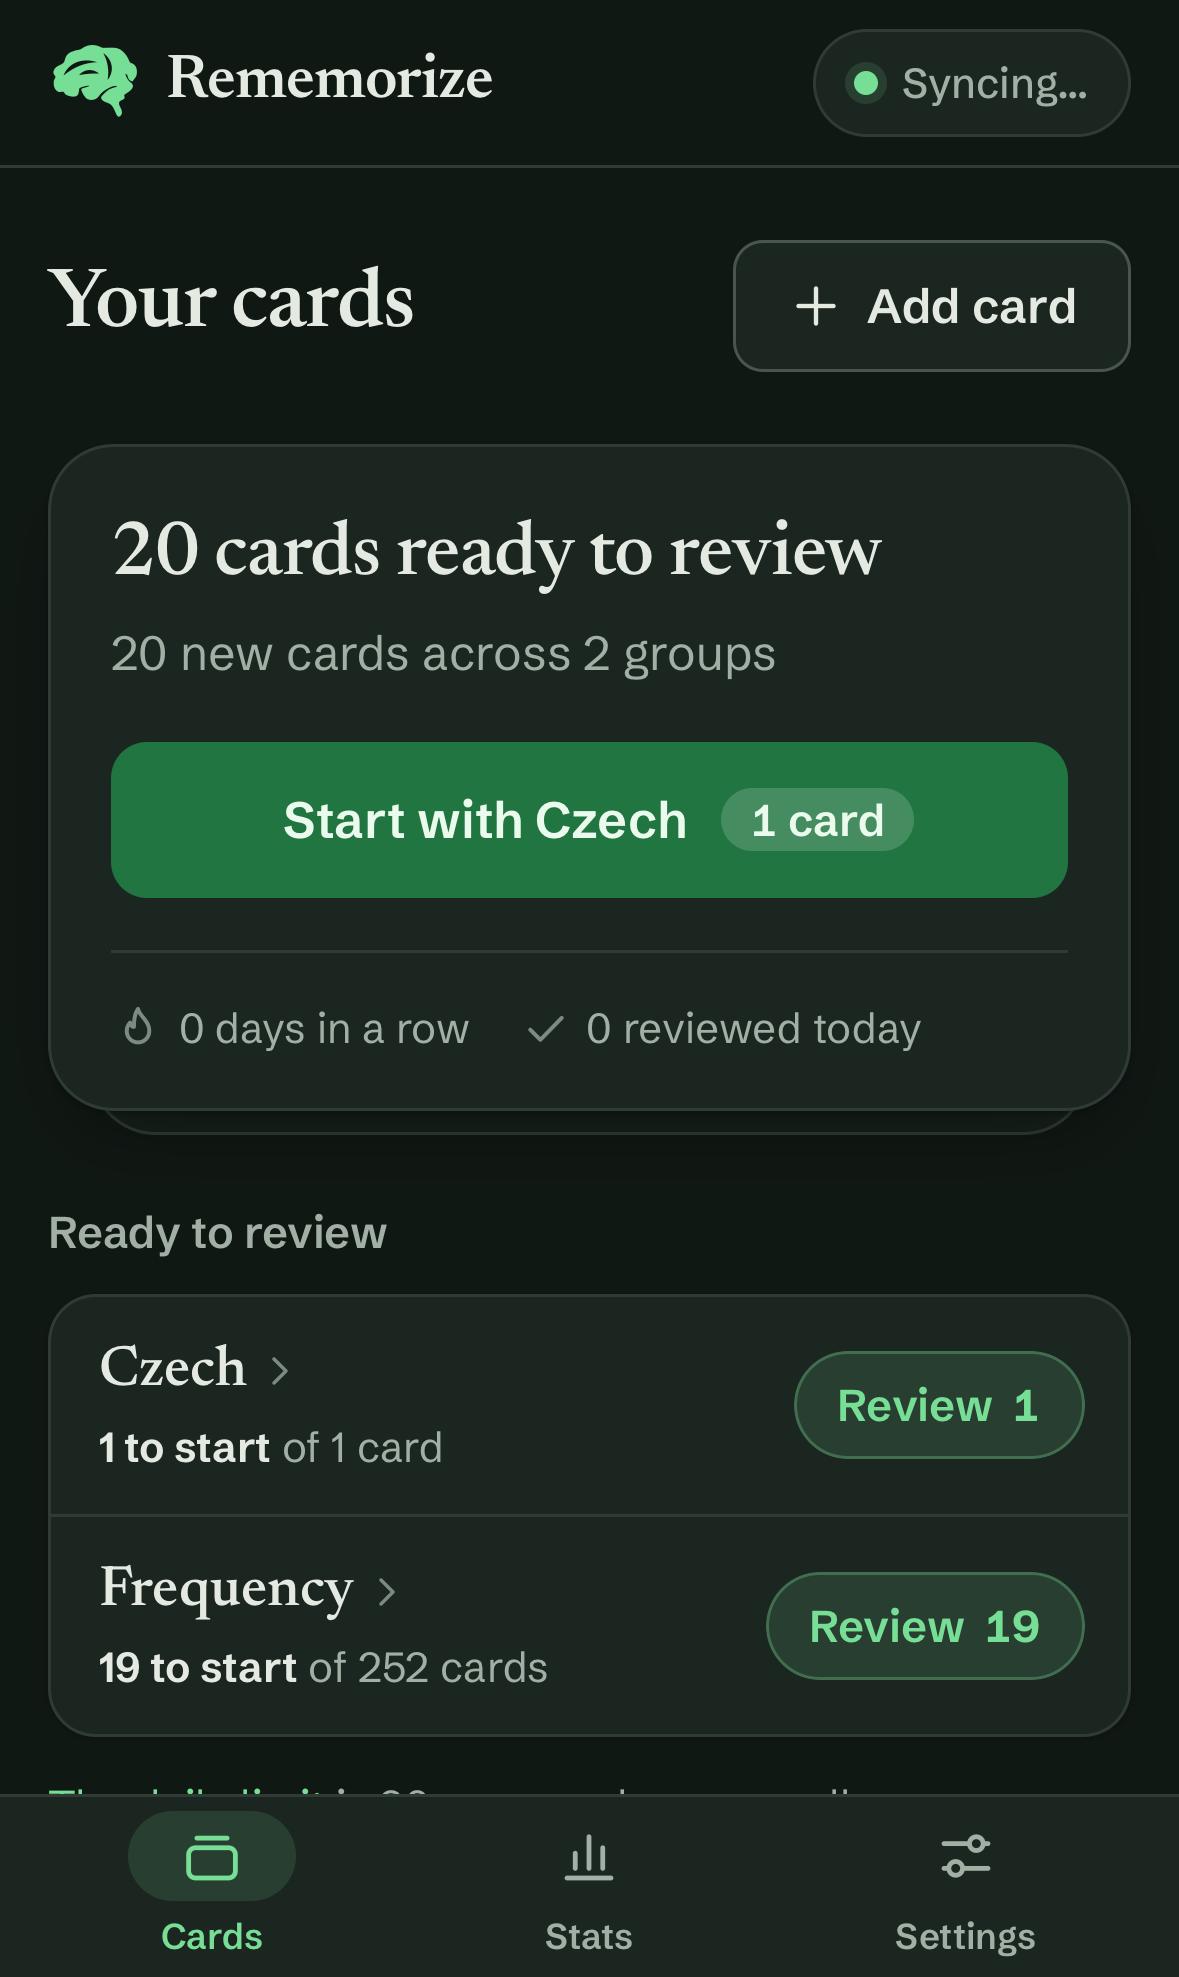 Rememorize
Syncing...
Your cards
Add card
20 cards ready to review
20 new cards across 2 groups
Start with Czech 1 card
0 days in a row 0 reviewed today
Ready to review
Czech
1 to start of 1 card
Review 1
Frequency
19 to start of 252 cards
Review 19
Cards
Stats
Settings